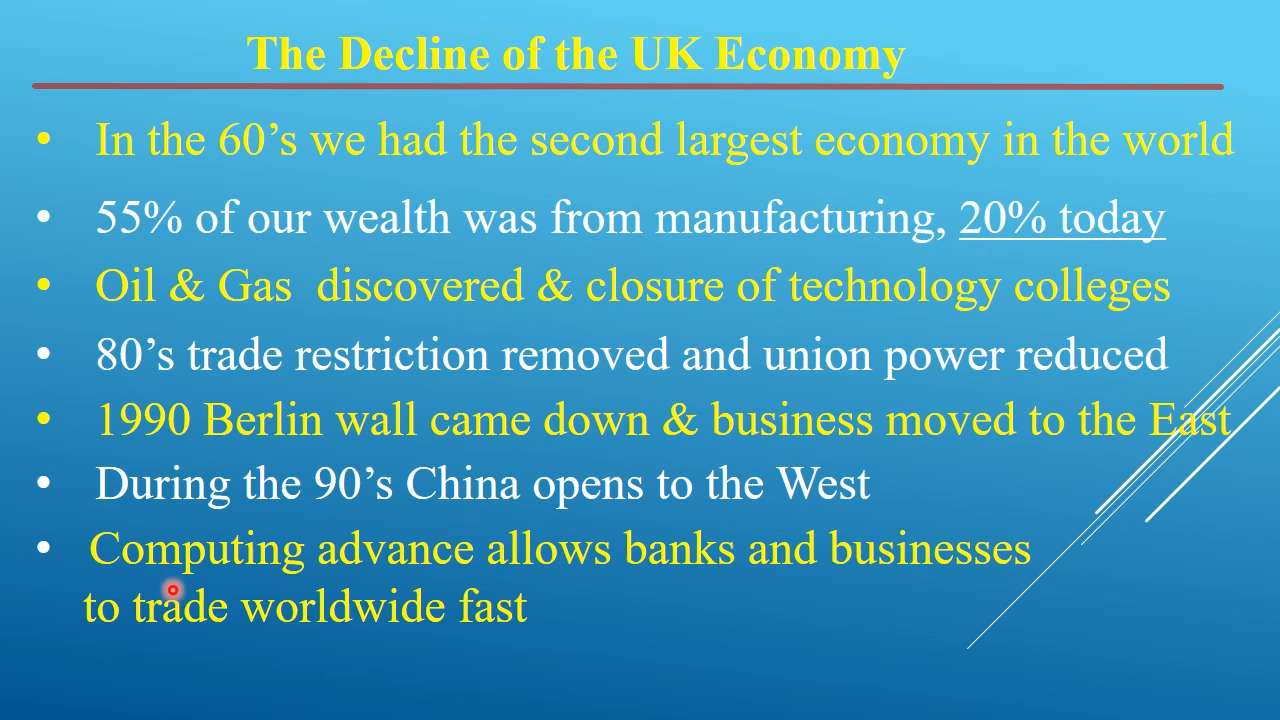 The Decline of the UK Economy
• In the 60’s we had the second largest economy in the world
• 55% of our wealth was from manufacturing, 20% today
• Oil & Gas  discovered & closure of technology colleges
• 80’s trade restriction removed and union power reduced
• 1990 Berlin wall came down & business moved to the East
• During the 90’s China opens to the West
• Computing advance allows banks and businesses
to trade worldwide fast